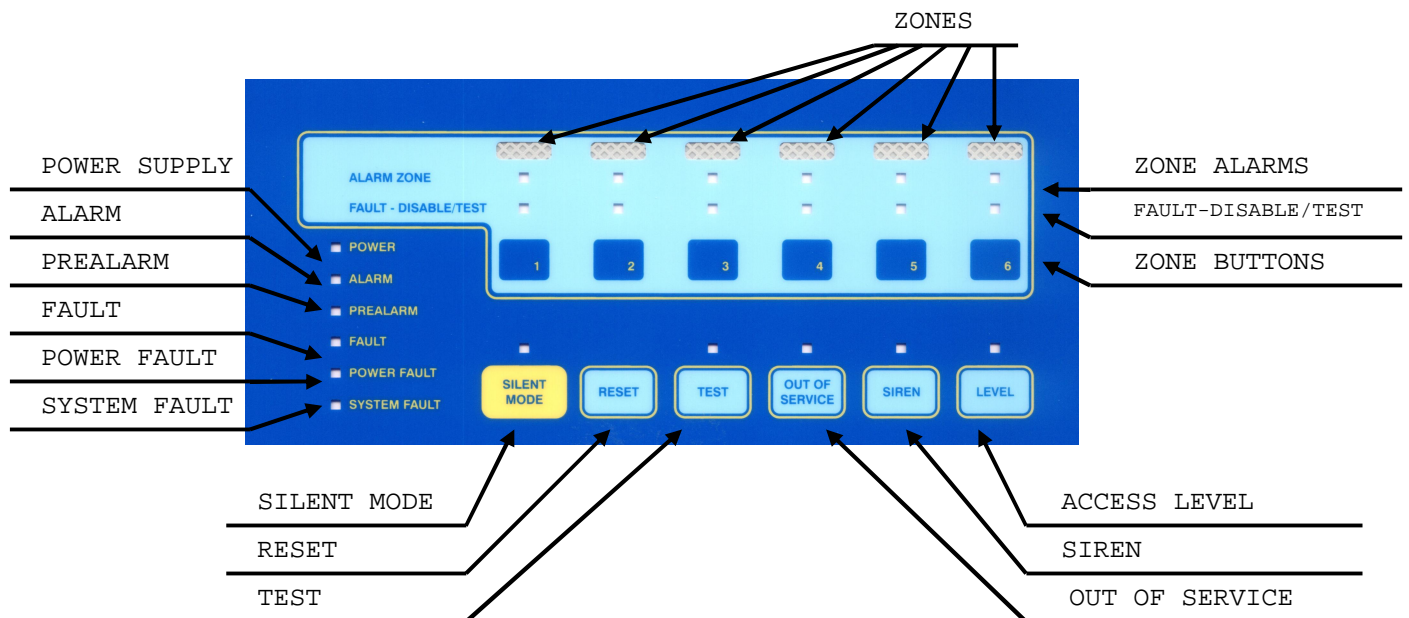 ZONES
POWER SUPPLY
ALARM
PREALARM
FAULT
POWER FAULT
SYSTEM FAULT
ALARM ZONE
FAULT - DISABLE/TEST
POWER
ALARM
PREALARM
FAULT
POWER FAULT
SYSTEM FAULT
1 2 3 4 5 6
SILENT
MODE
RESET
TEST
OUT OF
SERVICE
SIREN
LEVEL
ZONE ALARMS
FAULT-DISABLE/TEST
ZONE BUTTONS
SILENT MODE
RESET
TEST
ACCESS LEVEL
SIREN
OUT OF SERVICE